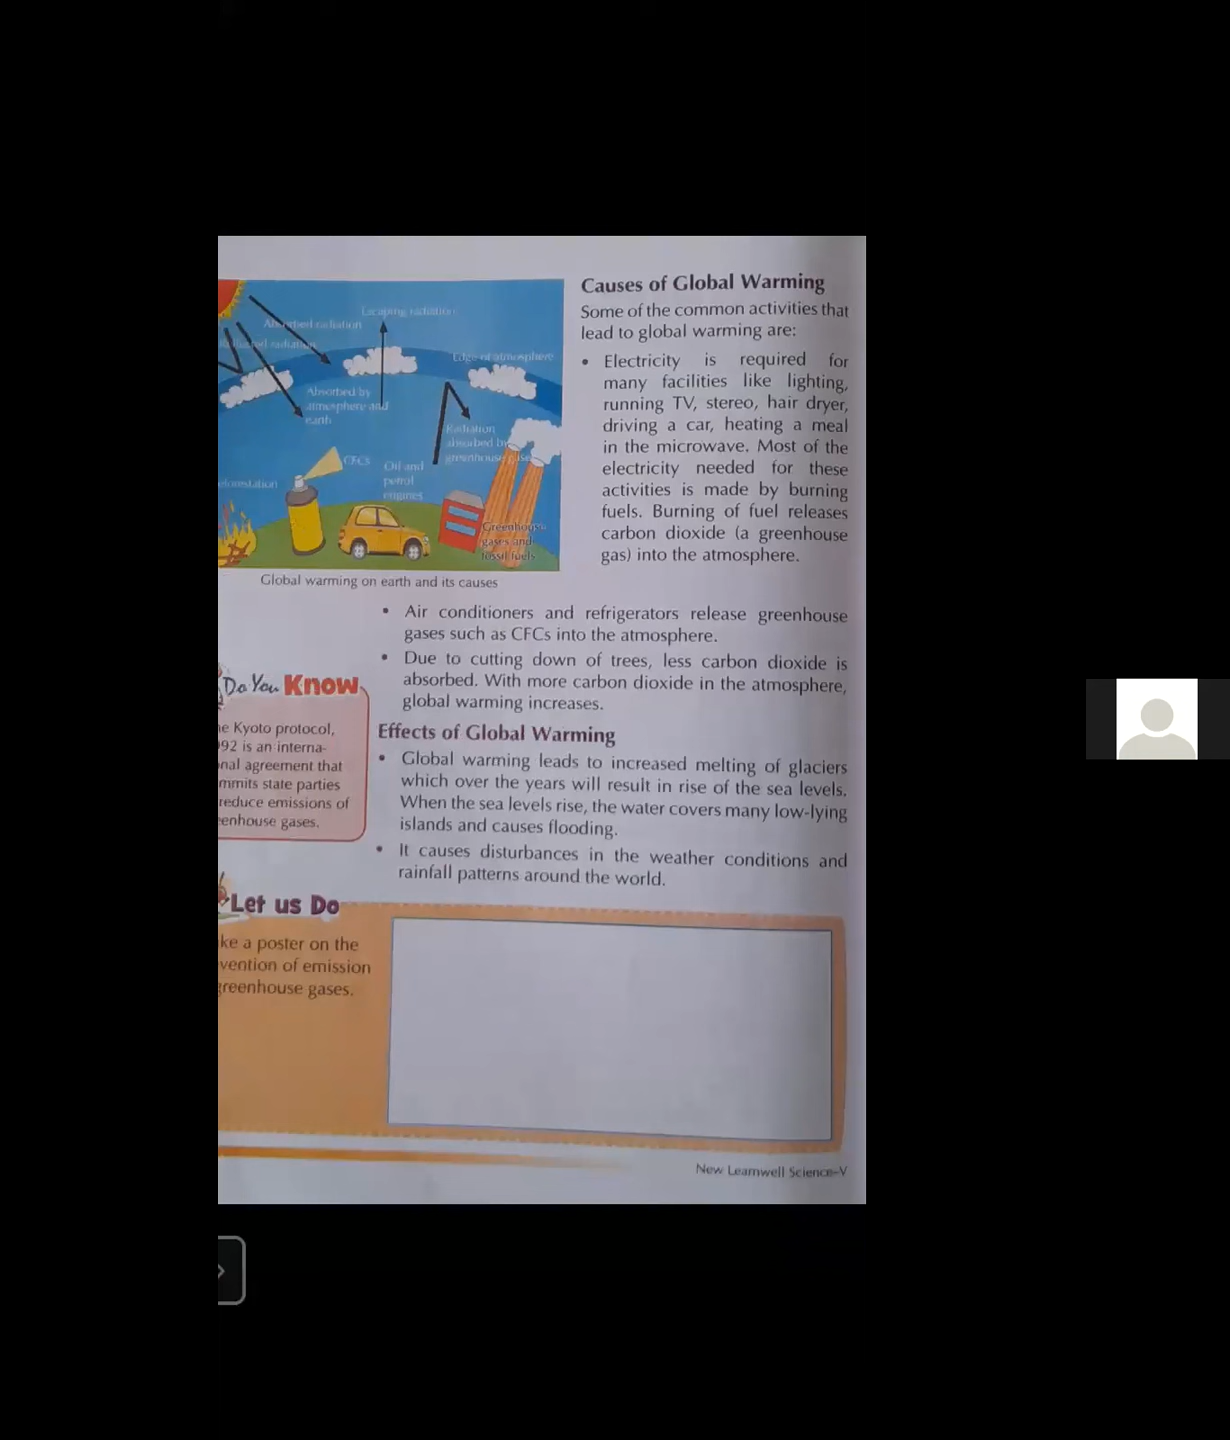 Causes of Global Warming
Some of the common activities that
lead to global warming are:
• Electricity is required for
many facilities like lighting,
running TV, stereo, hair dryer,
driving a car, heating a meal
in the microwave. Most of the
electricity needed for these
activities is made by burning
fuels. Burning of fuel releases
carbon dioxide (a greenhouse
gas) into the atmosphere.
Escaping radiation
Absorbed radiation
radiation
Edge of atmosphere
Absorbed by
atmosphere and
earth
Radiation
absorbed by
greenhouse
CFCs
Oil and
petrol
engines
eforestation
Greenhouse
gases and
fossil fuels
Global warming on earth and its causes
• Air conditioners and refrigerators release greenhouse
gases such as CFCs into the atmosphere.
• Due to cutting down of trees, less carbon dioxide is
absorbed. With more carbon dioxide in the atmosphere,
global warming increases.
Do You Know
e Kyoto protocol,
92 is an interna-
nal agreement that
mmits state parties
reduce emissions of
enhouse gases.
Effects of Global Warming
• Global warming leads to increased melting of glaciers
which over the years will result in rise of the sea levels.
When the sea levels rise, the water covers many low-lying
islands and causes flooding.
• It causes disturbances in the weather conditions and
rainfall patterns around the world.
Let us Do
ke a poster on the
vention of emission
greenhouse gases.
New Learnwell Science–V